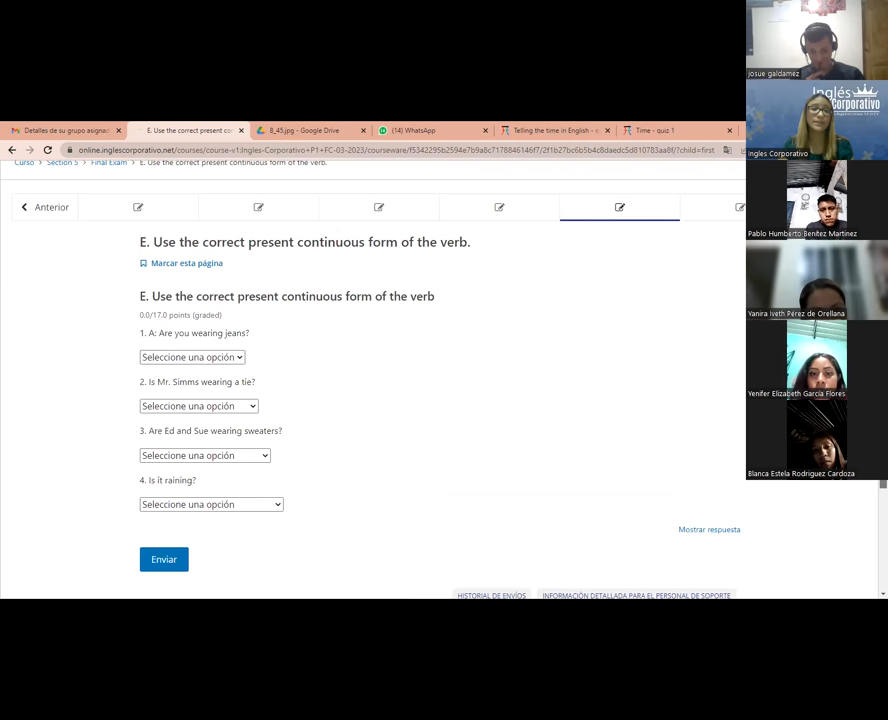 josue galdamez
Inglés
Corporativo
Ingles Corporativo
Pablo Humberto Benitez Martinez
Yanira Iveth Pérez de Orellana
Yenifer Elizabeth Garcia Flores
Blanca Estela Rodriguez Cardoza
Detalles de su grupo asignad
E. Use the correct present co
8_45.jpg - Google Drive
(14) WhatsApp
Telling the time in English - e
Time - quiz 1
online.inglescorporativo.net/courses/course-v1:Ingles-Corporativo+P1+FC-03-2023/courseware/f5342295b2594e7b9a8c7178846146f7/2f1b27bc6b5b4c8daedc5d810783aa8f/?child=first
Curso > Section 5 > Final Exam > E. Use the correct present continuous form of the verb.
Anterior
E. Use the correct present continuous form of the verb.
Marcar esta página
E. Use the correct present continuous form of the verb
0.0/17.0 points (graded)
1. A: Are you wearing jeans?
Seleccione una opción
2. Is Mr. Simms wearing a tie?
Seleccione una opción
3. Are Ed and Sue wearing sweaters?
Seleccione una opción
4. Is it raining?
Seleccione una opción
Mostrar respuesta
Enviar
HISTORIAL DE ENVÍOS
INFORMACIÓN DETALLADA PARA EL PERSONAL DE SOPORTE